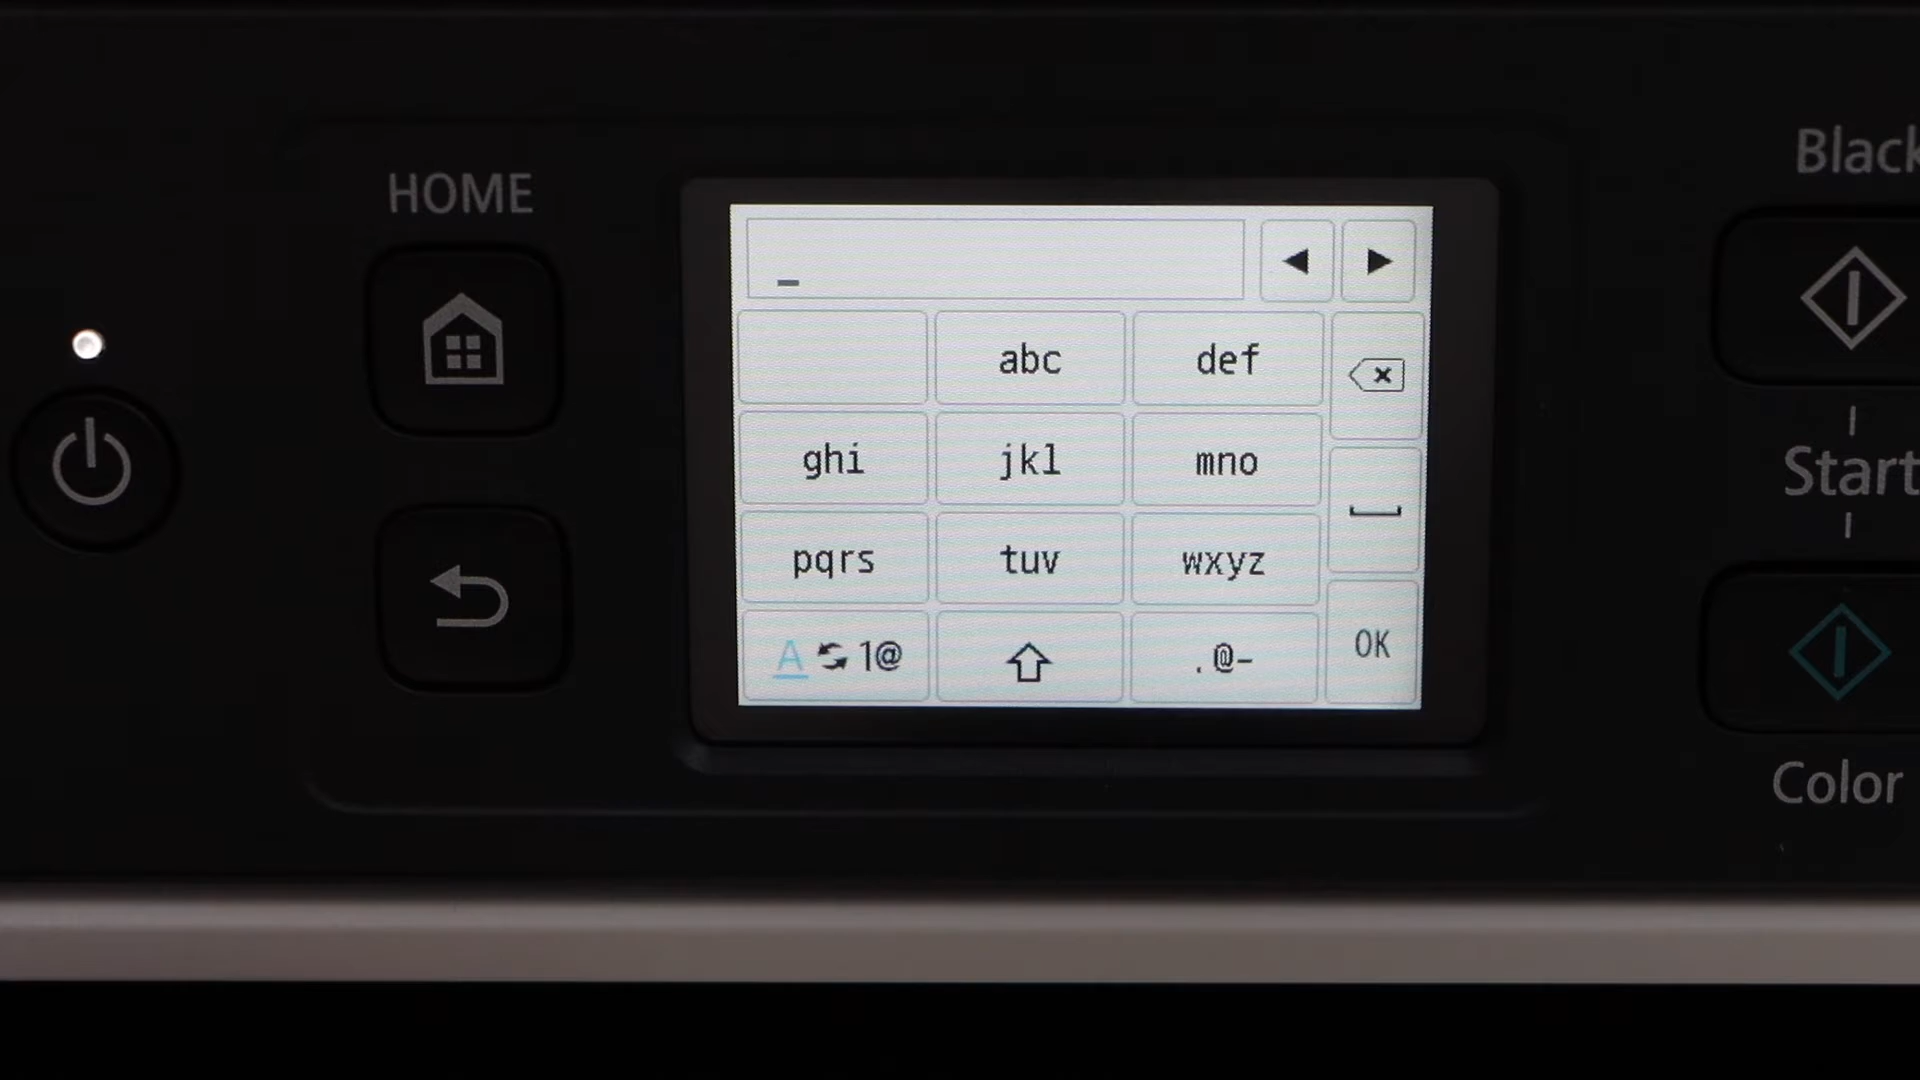 HOME
_
abc def
ghi jkl mno
pqrs tuv wxyz
A 1@ .@- OK
Black
Start
Color